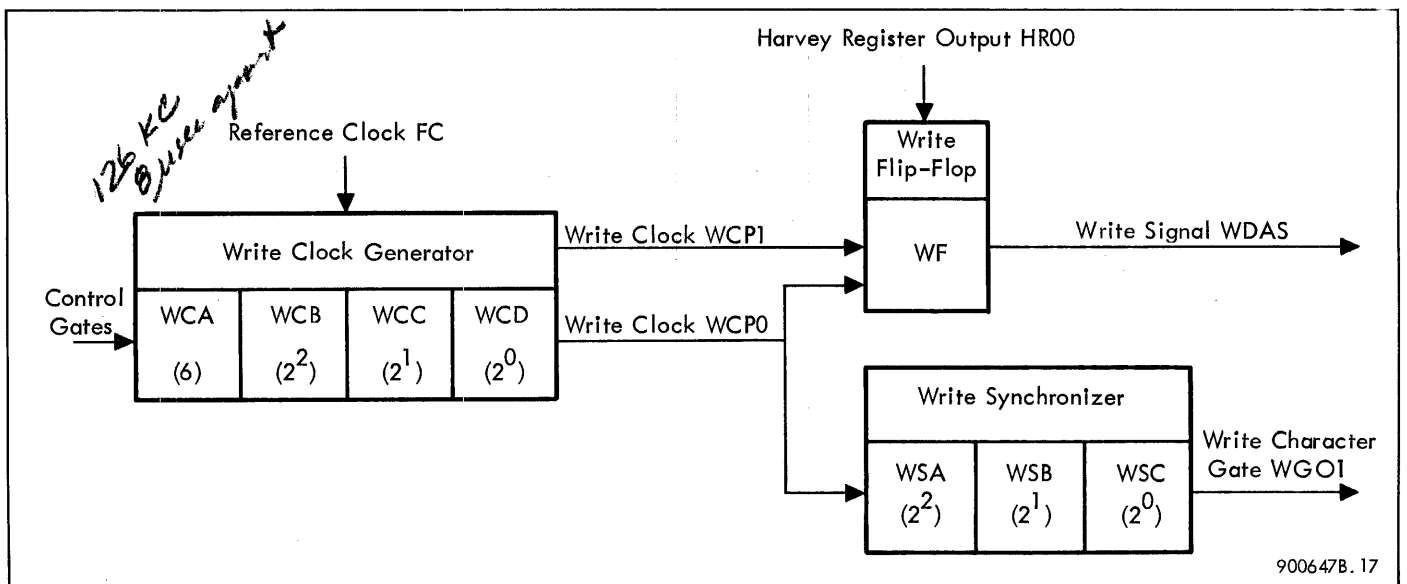 Harvey Register Output HR00
126 KC
8 µsec apart
Reference Clock FC
Write
Flip-Flop
Write Clock Generator
Write Clock WCP1
WF
Write Signal WDAS
Control
Gates
WCA
(6)
WCB
(2²)
WCC
(2¹)
WCD
(2⁰)
Write Clock WCP0
Write Synchronizer
WSA
(2²)
WSB
(2¹)
WSC
(2⁰)
Write Character
Gate WGO1
900647B.17